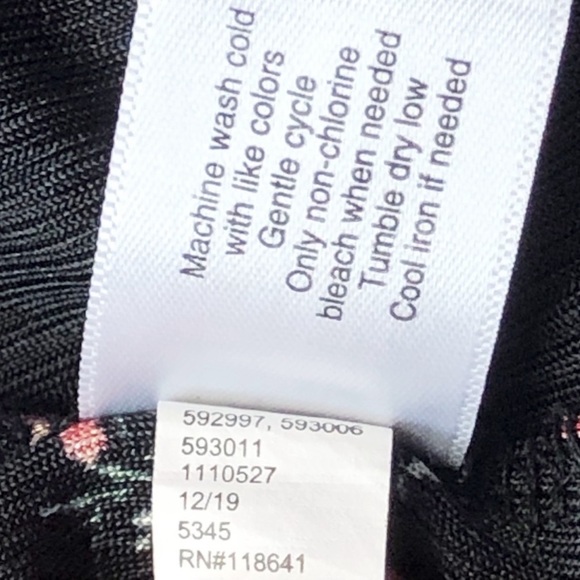 Machine wash cold
with like colors
Gentle cycle
Only non-chlorine
bleach when needed
Tumble dry low
Cool iron if needed
592997, 593006
593011
1110527
12/19
5345
RN#118641